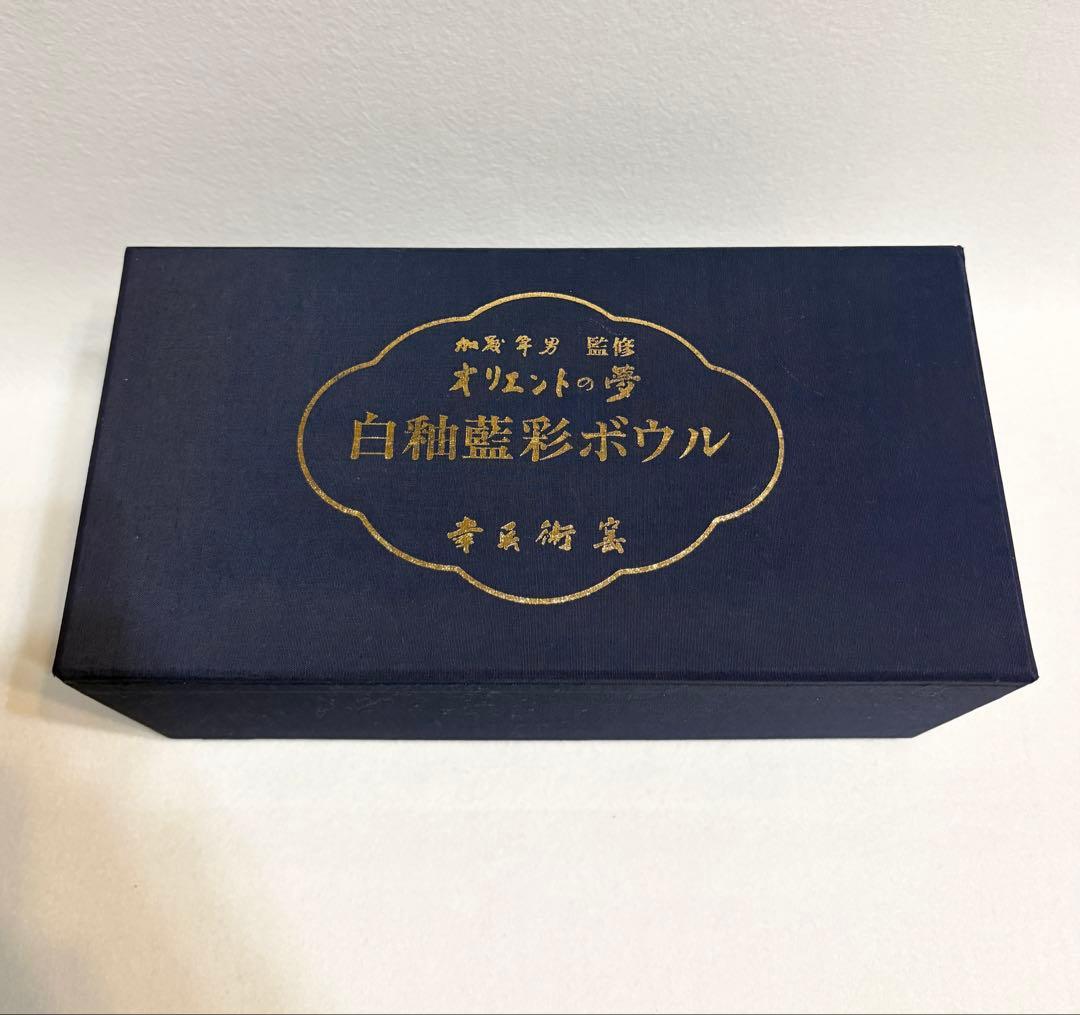 加藤卓男 監修
オリエントの夢
白釉藍彩ボウル
幸兵衛窯